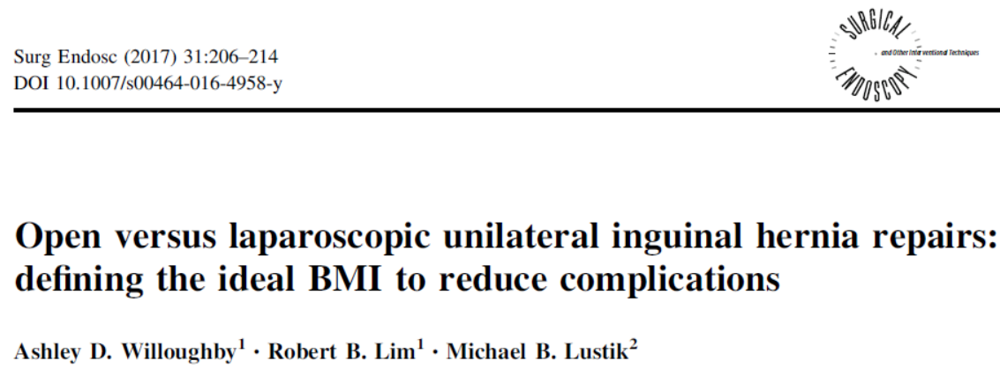 Surg Endosc (2017) 31:206–214
DOI 10.1007/s00464-016-4958-y
SURGICAL
and Other Interventional Techniques
ENDOSCOPY
Open versus laparoscopic unilateral inguinal hernia repairs:
defining the ideal BMI to reduce complications
Ashley D. Willoughby¹ · Robert B. Lim¹ · Michael B. Lustik²